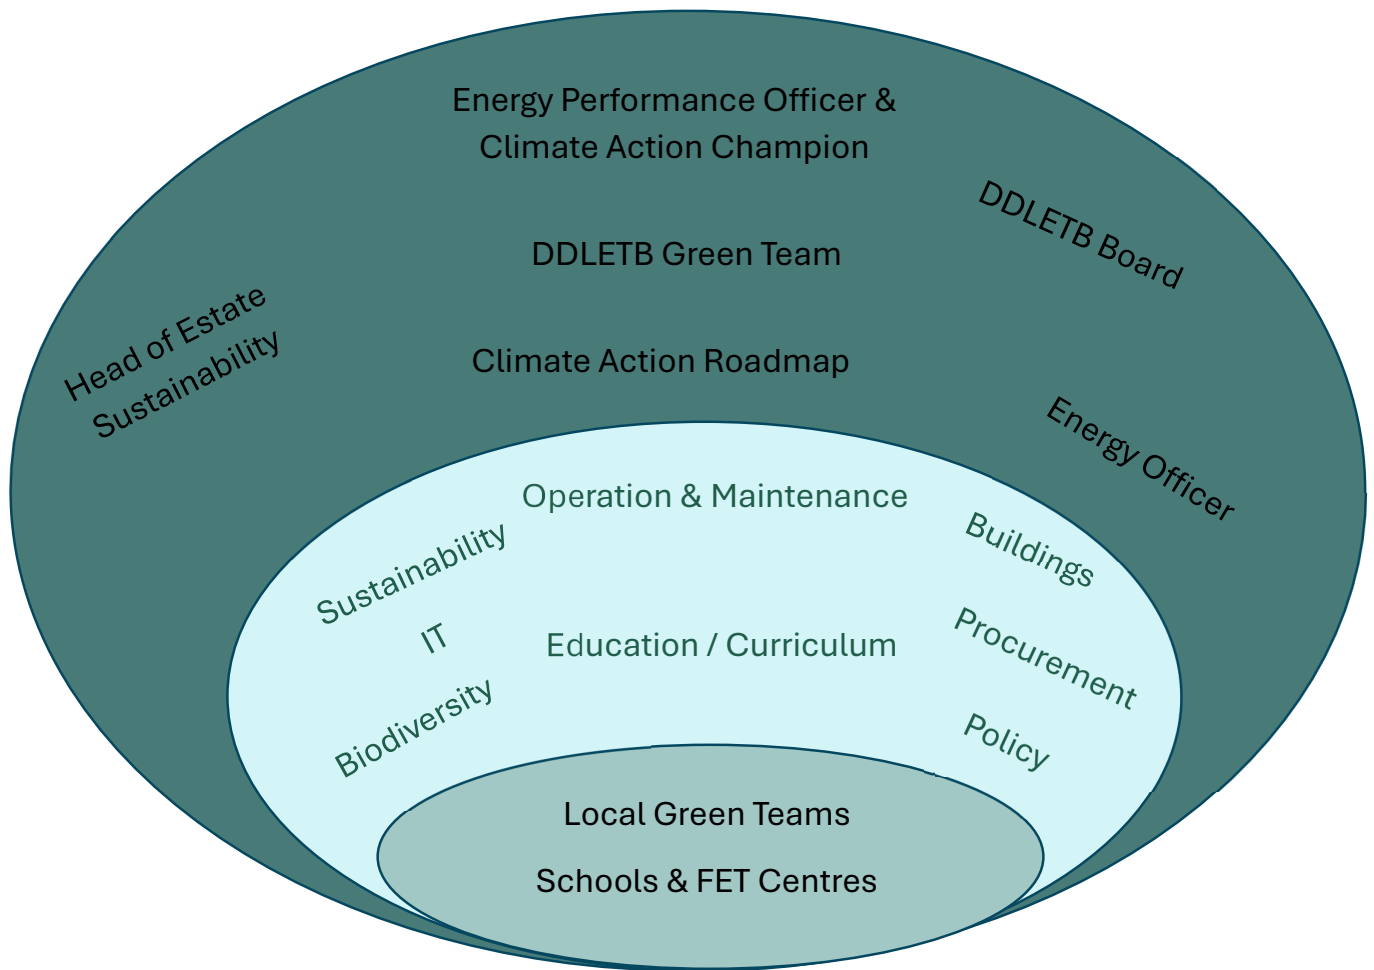 Energy Performance Officer &
Climate Action Champion
DDLETB Board
DDLETB Green Team
Head of Estate
Sustainability
Climate Action Roadmap
Energy Officer
Operation & Maintenance
Sustainability
Buildings
IT
Education / Curriculum
Procurement
Biodiversity
Policy
Local Green Teams
Schools & FET Centres